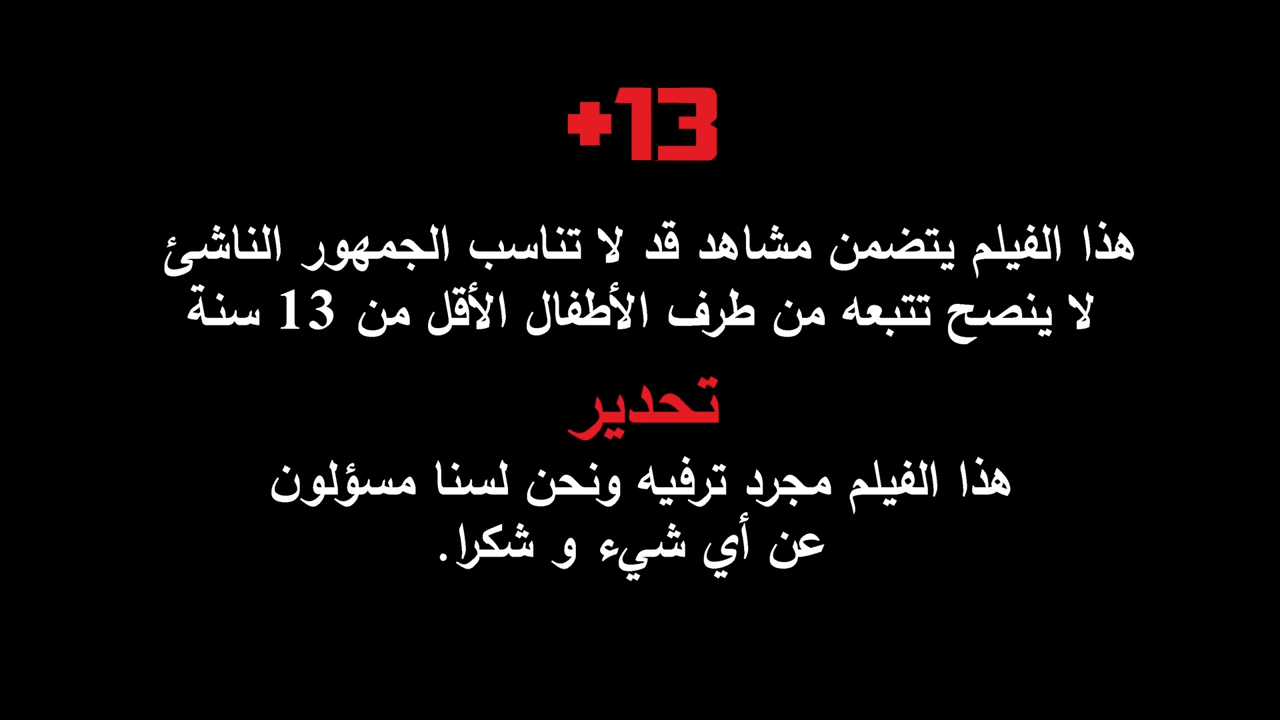 +13
هذا الفيلم يتضمن مشاهد قد لا تناسب الجمهور الناشئ
لا ينصح تتبعه من طرف الأطفال الأقل من 13 سنة
تحدير
هذا الفيلم مجرد ترفيه ونحن لسنا مسؤلون
عن أي شيء و شكرا.